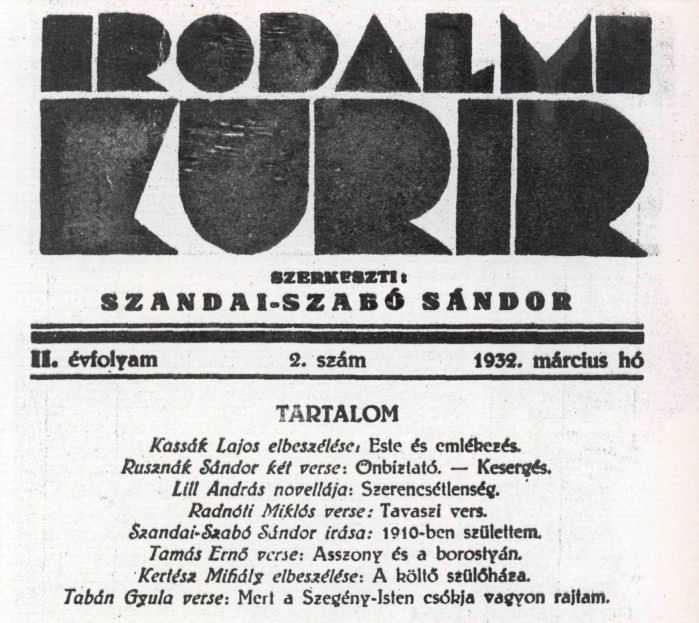 IRODALMI
KURIR
SZERKESZTI:
SZANDAI-SZABÓ SÁNDOR
II. évfolyam 2. szám 1932. március hó
TARTALOM
Kassák Lajos elbeszélése: Este és emlékezés.
Rusznák Sándor két verse: Önbiztató. — Kesergés.
Lill András novellája: Szerencsétlenség.
Radnóti Miklós verse: Tavaszi vers.
Szandai-Szabó Sándor írása: 1910-ben születtem.
Tamás Ernő verse: Asszony és a borostyán.
Kertész Mihály elbeszélése: A költő szülőháza.
Tabán Gyula verse: Mert a Szegény-Isten csókja vagyon rajtam.